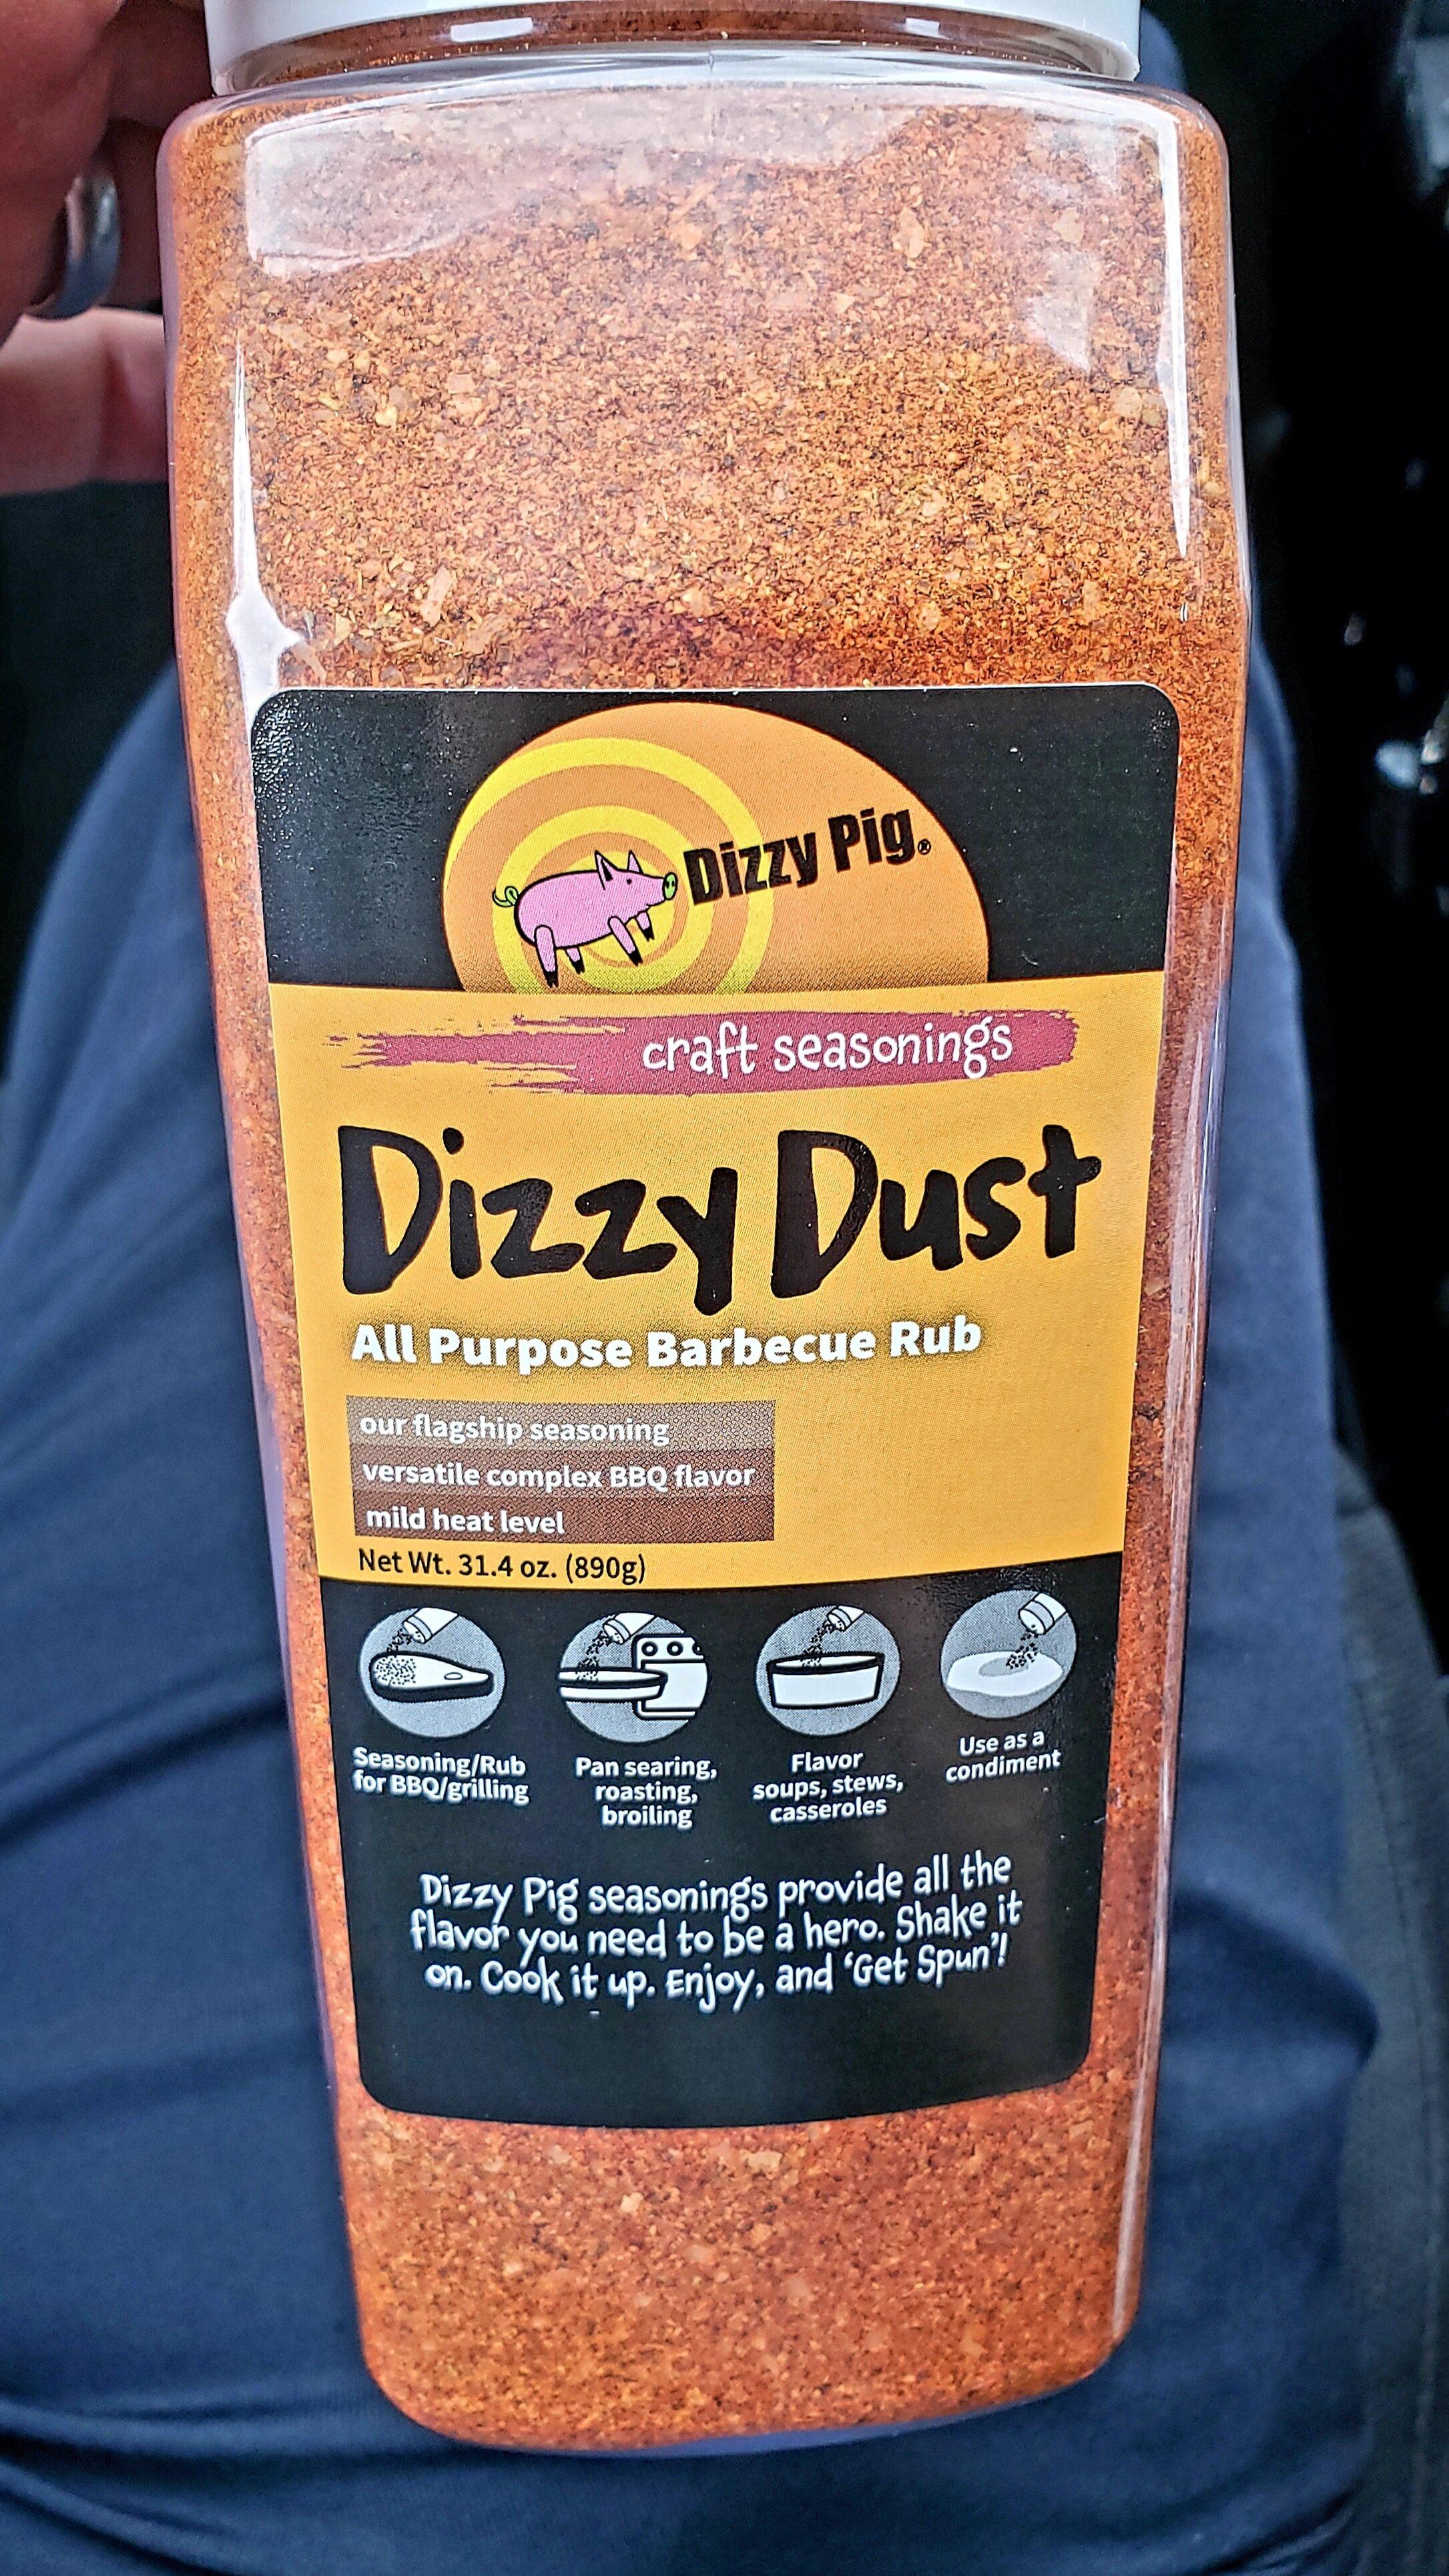 Dizzy Pig®
craft seasonings
Dizzy Dust
All Purpose Barbecue Rub
our flagship seasoning
versatile complex BBQ flavor
mild heat level
Net Wt. 31.4 oz. (890g)
Seasoning/Rub
for BBQ/grilling
Pan searing,
roasting,
broiling
Flavor
soups, stews,
casseroles
Use as a
condiment
Dizzy Pig seasonings provide all the
flavor you need to be a hero. Shake it
on. Cook it up. Enjoy, and ‘Get Spun’!